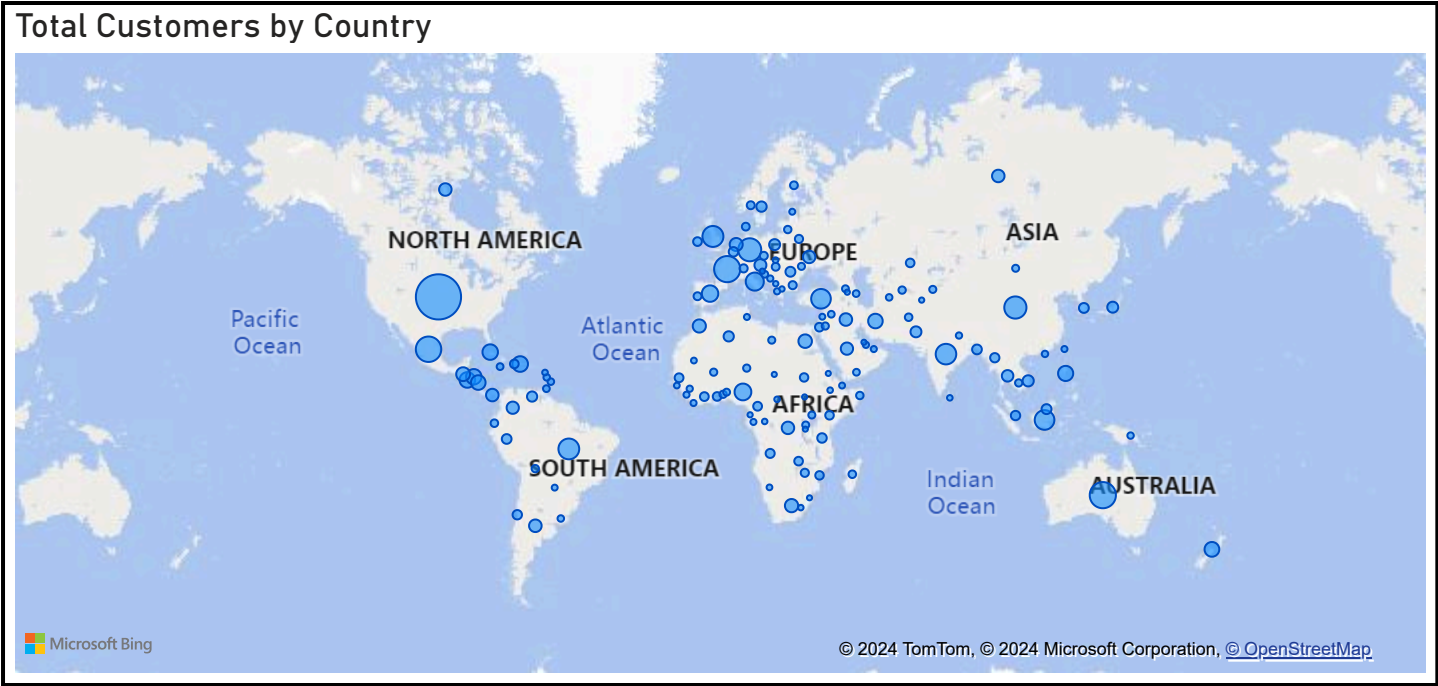 Total Customers by Country
NORTH AMERICA
EUROPE
ASIA
Pacific
Ocean
Atlantic
Ocean
AFRICA
SOUTH AMERICA
Indian
Ocean
AUSTRALIA
Microsoft Bing
© 2024 TomTom, © 2024 Microsoft Corporation, © OpenStreetMap